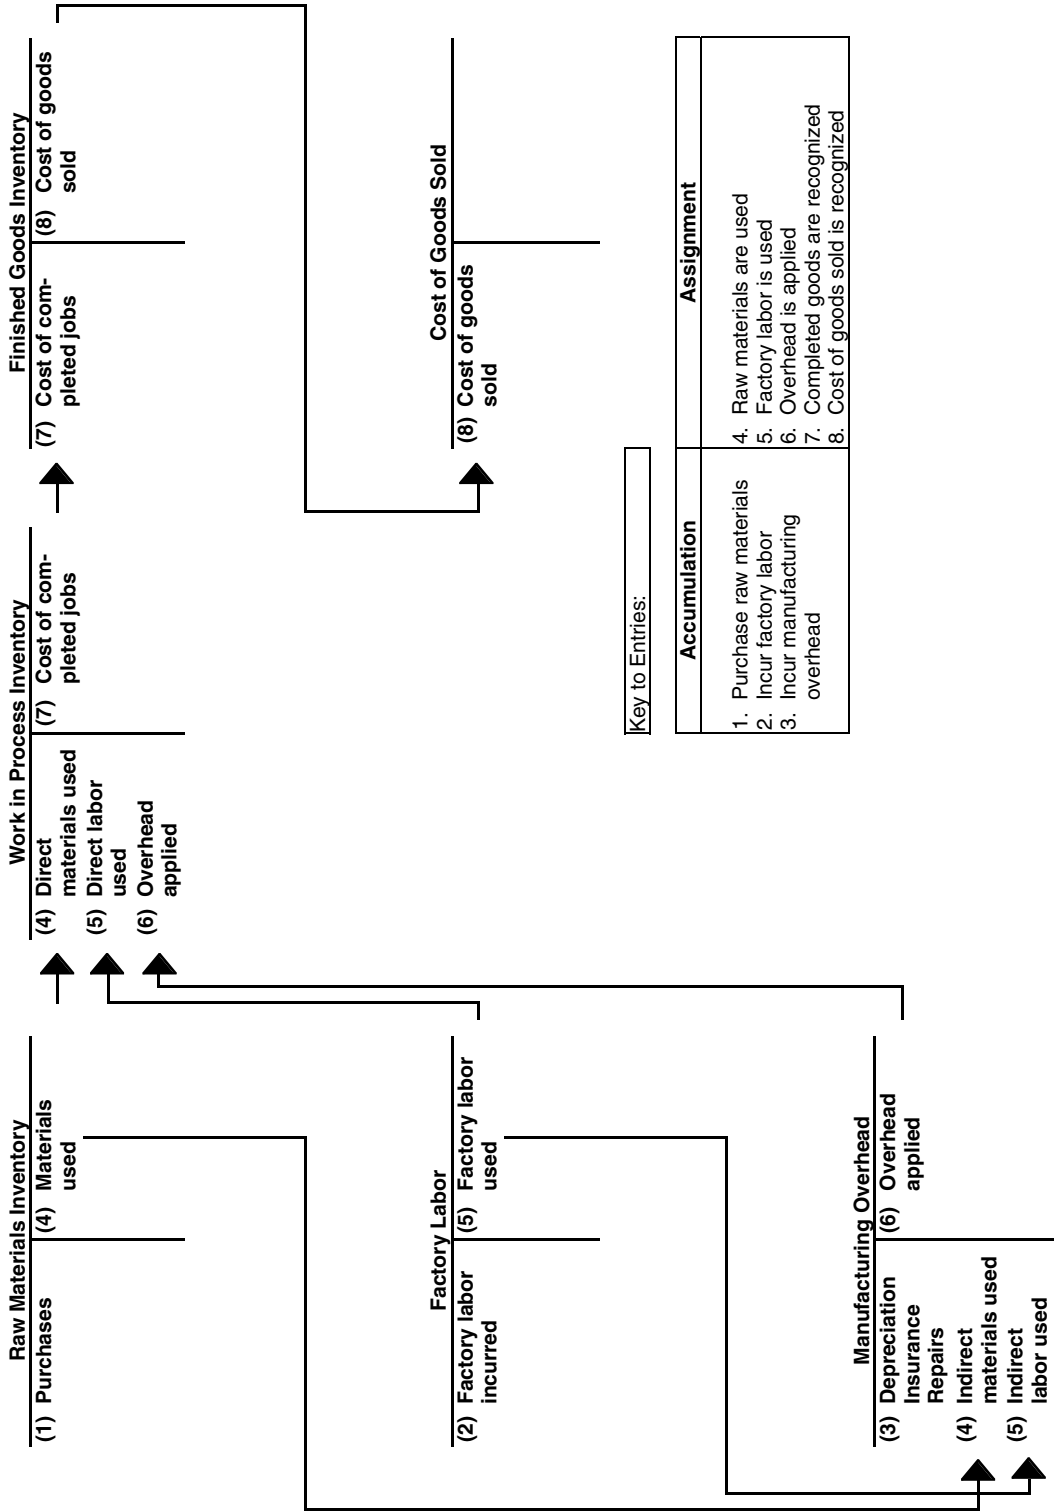 Raw Materials Inventory
(1) Purchases
(4) Materials
used
Work in Process Inventory
(4) Direct
materials used
(5) Direct labor
used
(6) Overhead
applied
(7) Cost of com-
pleted jobs
Finished Goods Inventory
(7) Cost of com-
pleted jobs
(8) Cost of goods
sold
Factory Labor
(2) Factory labor
incurred
(5) Factory labor
used
Cost of Goods Sold
(8) Cost of goods
sold
Manufacturing Overhead
(3) Depreciation
Insurance
Repairs
(4) Indirect
materials used
(5) Indirect
labor used
(6) Overhead
applied
Key to Entries:
Accumulation
1. Purchase raw materials
2. Incur factory labor
3. Incur manufacturing
overhead
Assignment
4. Raw materials are used
5. Factory labor is used
6. Overhead is applied
7. Completed goods are recognized
8. Cost of goods sold is recognized